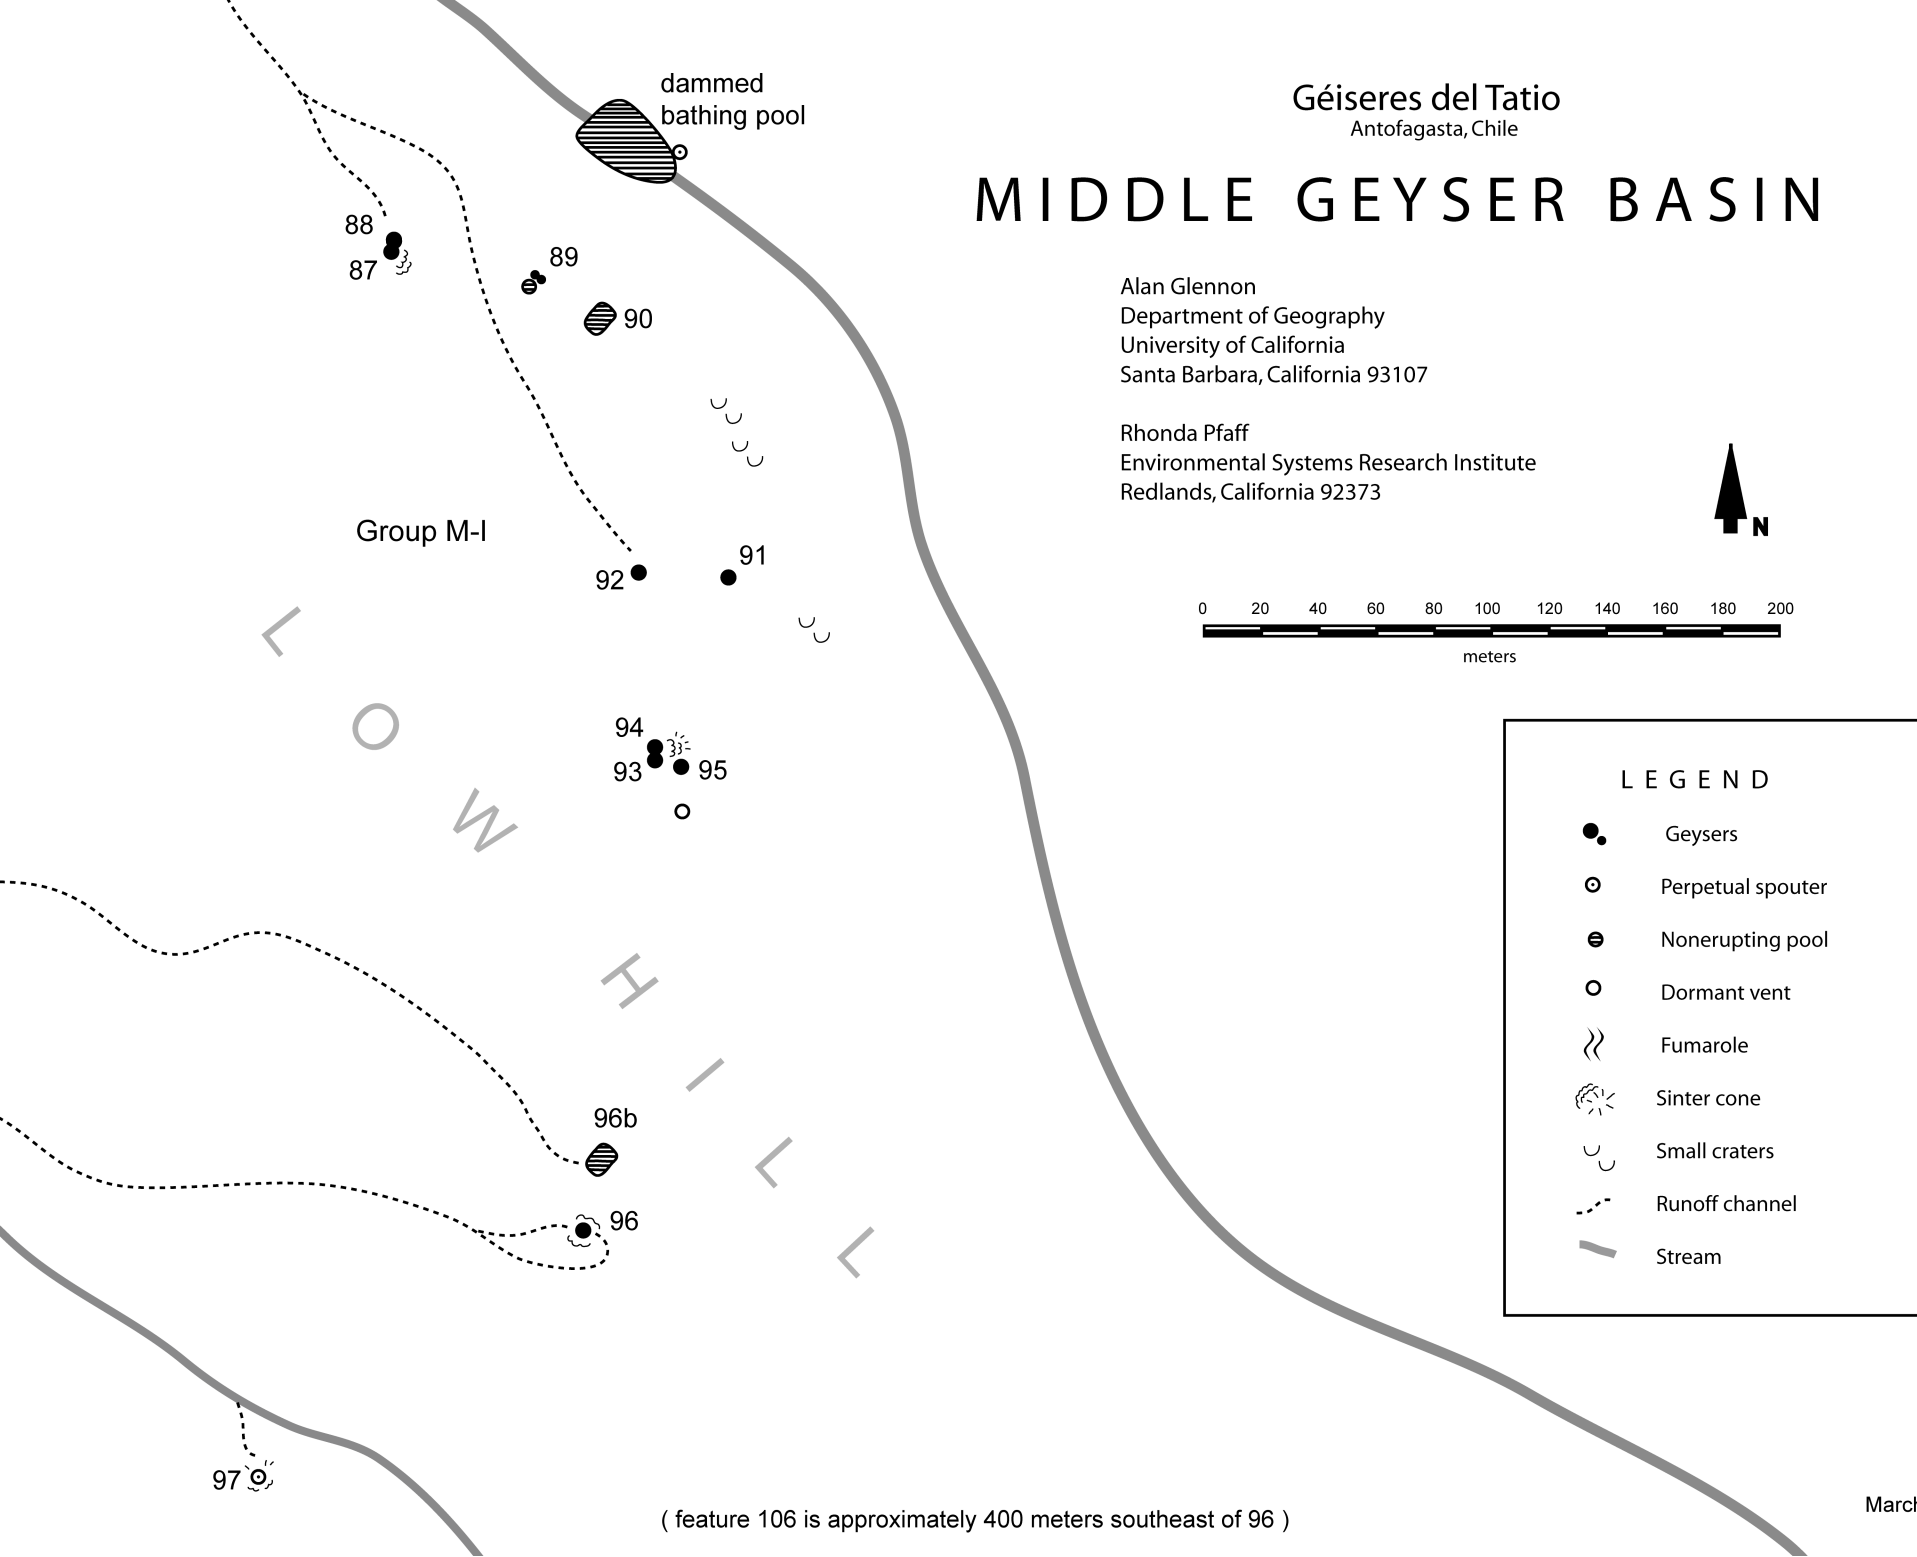 dammed
bathing pool
Géiseres del Tatio
Antofagasta, Chile
MIDDLE GEYSER BASIN
88
87
89
90
Alan Glennon
Department of Geography
University of California
Santa Barbara, California 93107
Rhonda Pfaff
Environmental Systems Research Institute
Redlands, California 92373
N
Group M-I
92
91
0 20 40 60 80 100 120 140 160 180 200
meters
LOW HILL
94
93
95
LEGEND
Geysers
Perpetual spouter
Nonerupting pool
Dormant vent
Fumarole
Sinter cone
Small craters
Runoff channel
Stream
96b
96
97
( feature 106 is approximately 400 meters southeast of 96 )
March